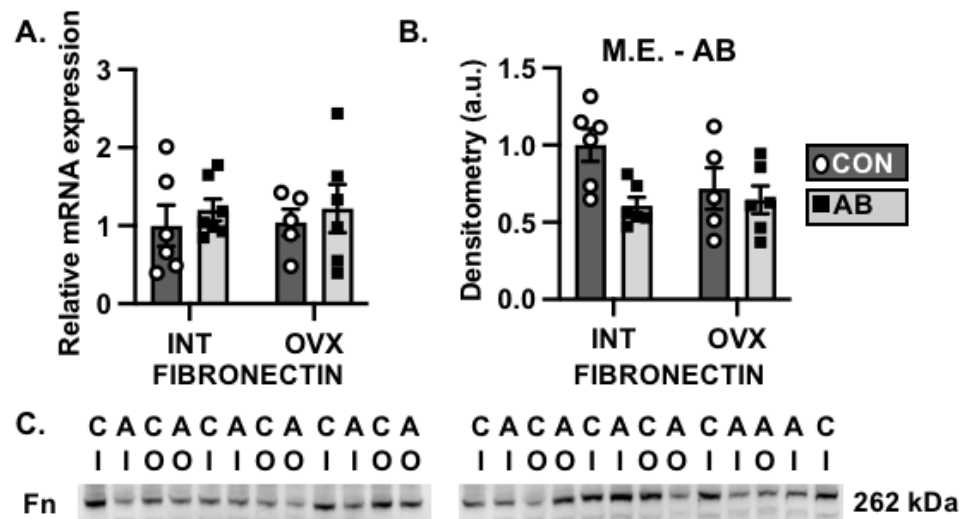 A.
Relative mRNA expression
3
2
1
0
INT OVX
FIBRONECTIN
B.
M.E. - AB
Densitometry (a.u.)
1.5
1.0
0.5
0.0
INT OVX
FIBRONECTIN
CON
AB
C.
C A C A C A C A C I C A C A C A C A C A A A C
I I O O I I O O I I O O I I O O I I O O I I O I I
Fn
262 kDa